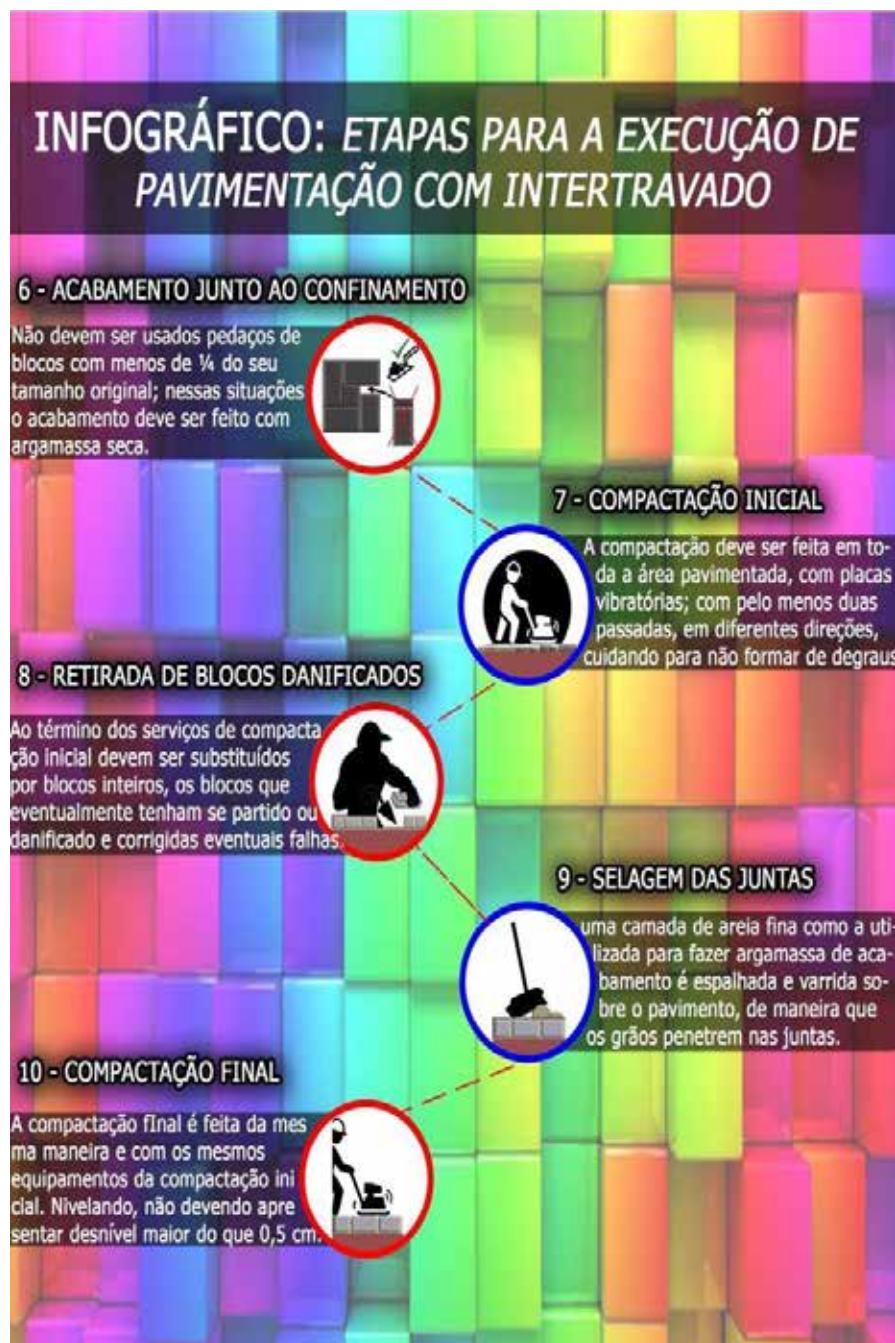 INFOGRÁFICO: ETAPAS PARA A EXECUÇÃO DE
PAVIMENTAÇÃO COM INTERTRAVADO
6 - ACABAMENTO JUNTO AO CONFINAMENTO
Não devem ser usados pedaços de
blocos com menos de ¼ do seu
tamanho original; nessas situações
o acabamento deve ser feito com
argamassa seca.
7 - COMPACTAÇÃO INICIAL
A compactação deve ser feita em to-
da a área pavimentada, com placas
vibratórias; com pelo menos duas
passadas, em diferentes direções,
cuidando para não formar de degraus
8 - RETIRADA DE BLOCOS DANIFICADOS
Ao término dos serviços de compacta
ção inicial devem ser substituídos
por blocos inteiros, os blocos que
eventualmente tenham se partido ou
danificado e corrigidas eventuais falhas.
9 - SELAGEM DAS JUNTAS
uma camada de areia fina como a uti-
lizada para fazer argamassa de aca-
bamento é espalhada e varrida so-
bre o pavimento, de maneira que
os grãos penetrem nas juntas.
10 - COMPACTAÇÃO FINAL
A compactação fInal é feita da mes
ma maneira e com os mesmos
equipamentos da compactação ini
cial. Nivelando, não devendo apre
sentar desnível maior do que 0,5 cm.